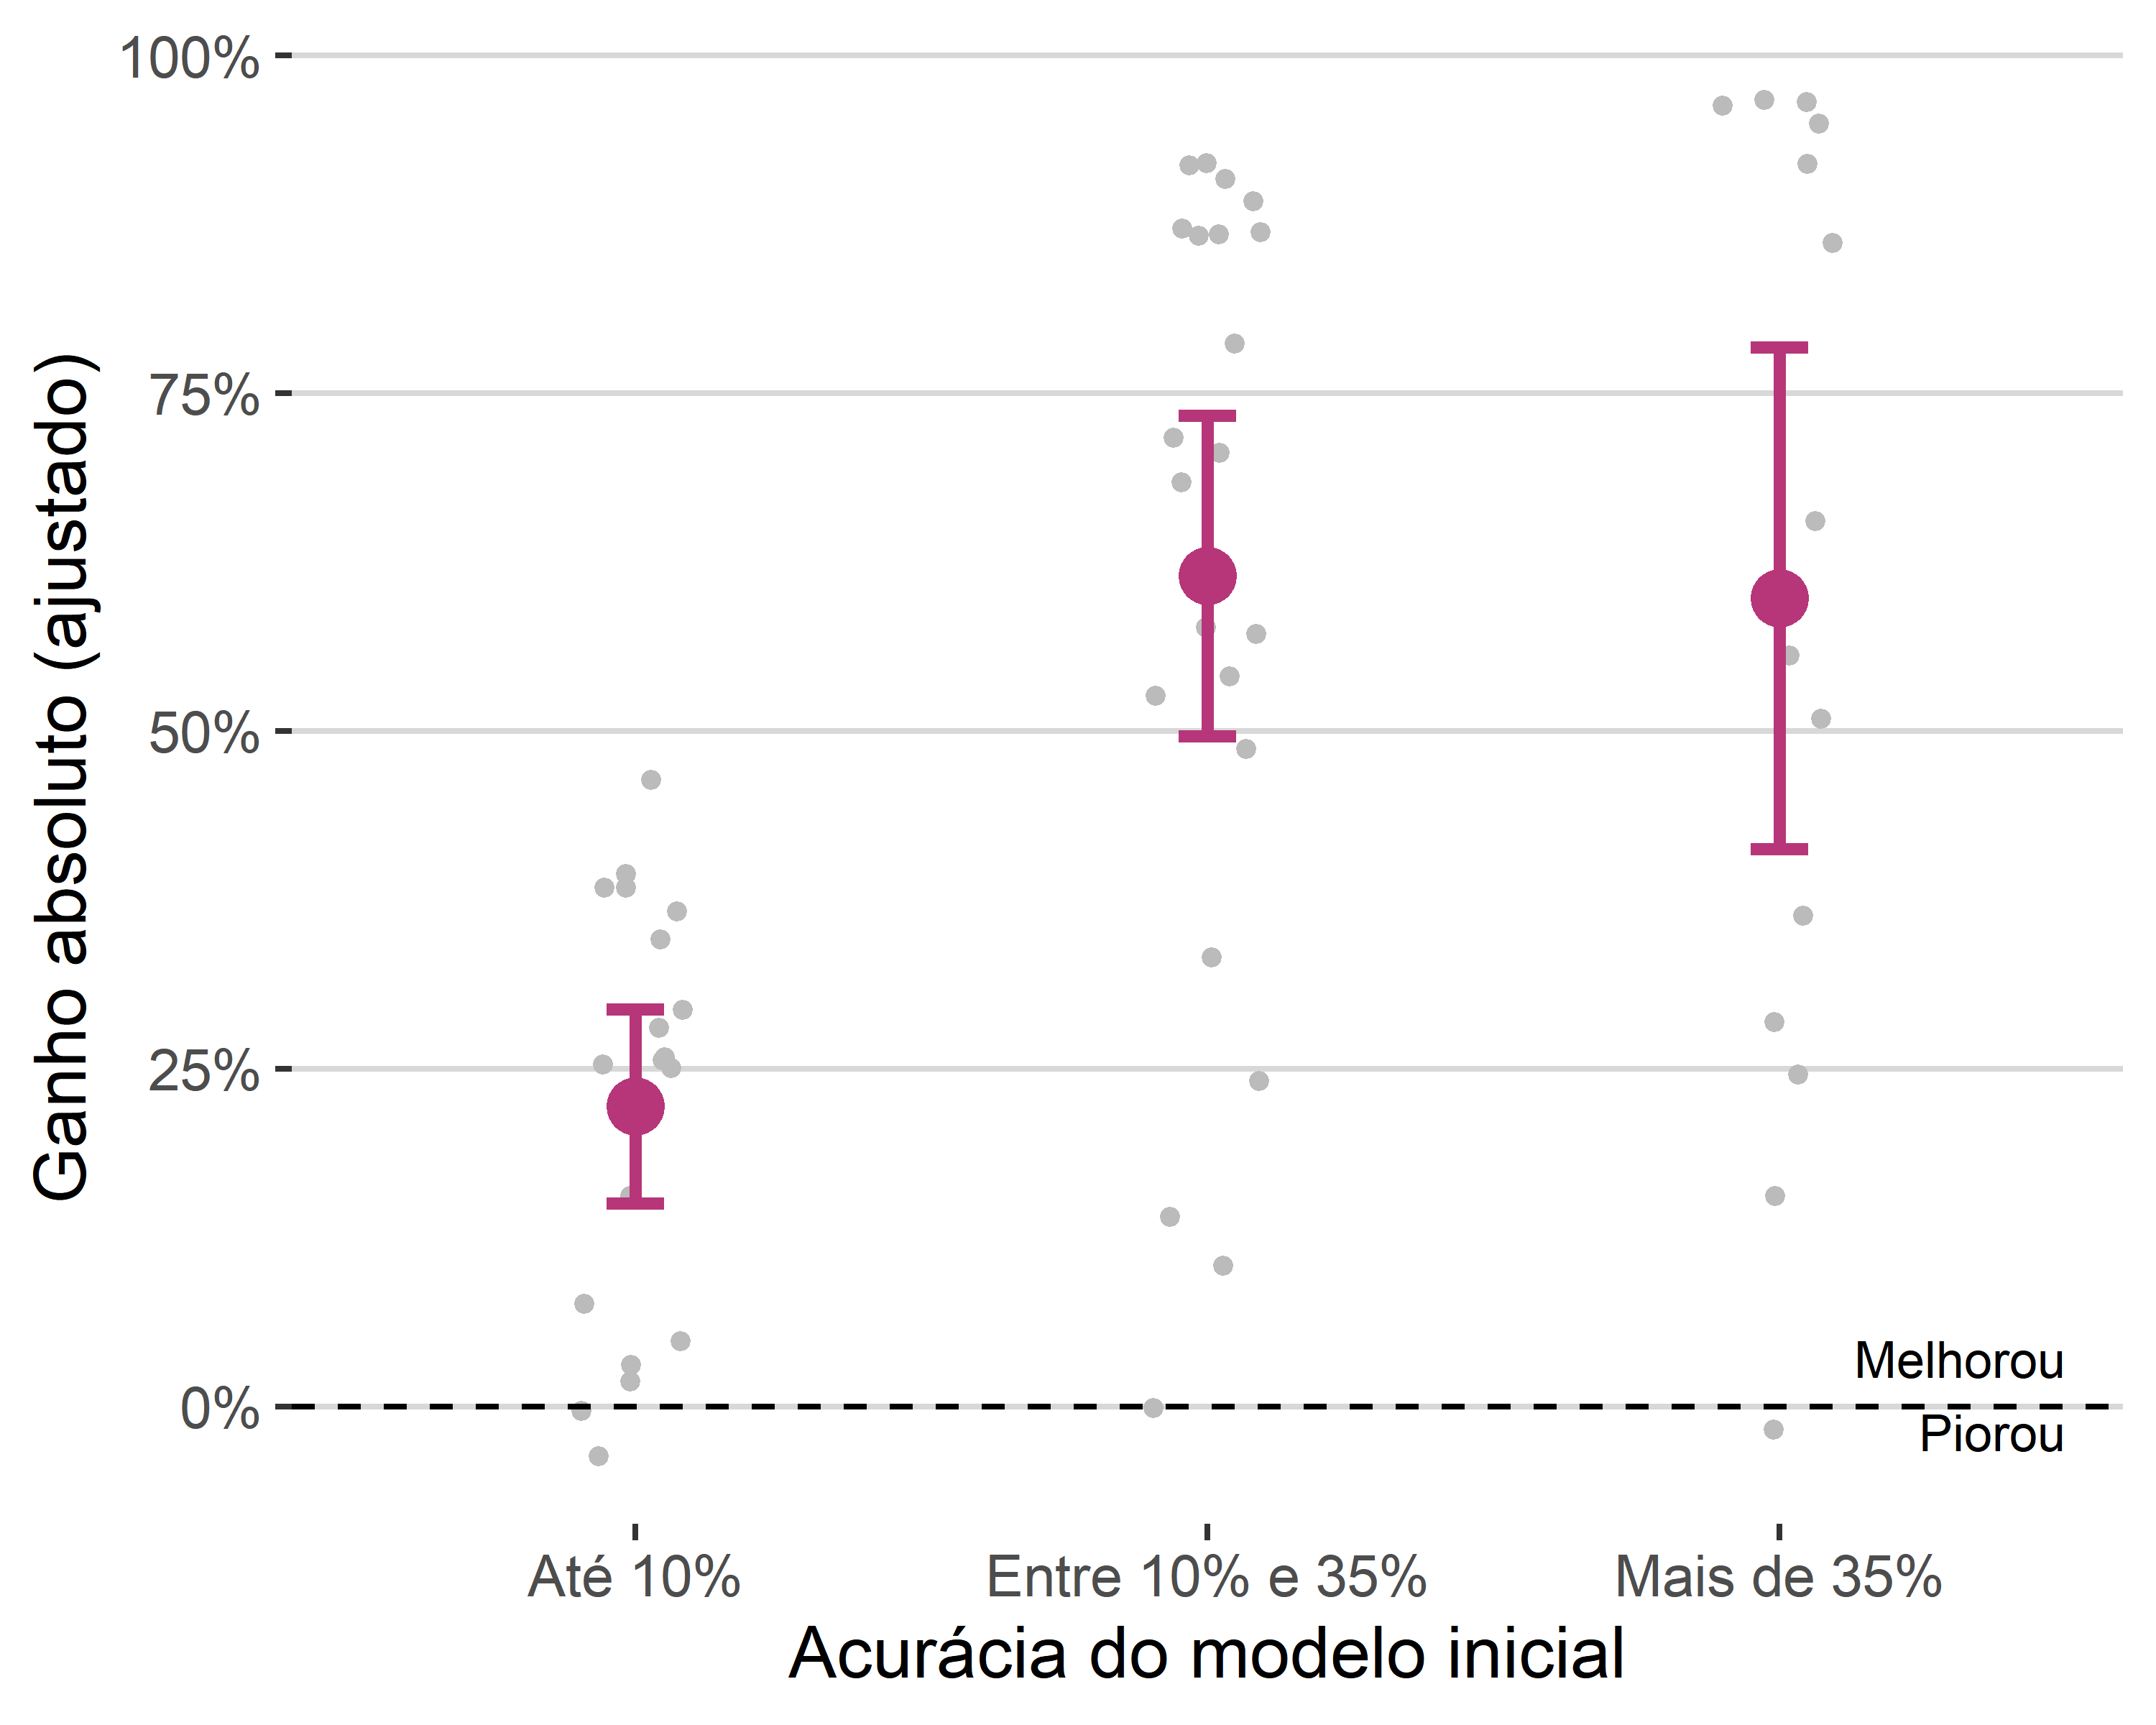 Ganho absoluto (ajustado)
100%
75%
50%
25%
0%
Melhorou
Piorou
Até 10%
Entre 10% e 35%
Mais de 35%
Acurácia do modelo inicial